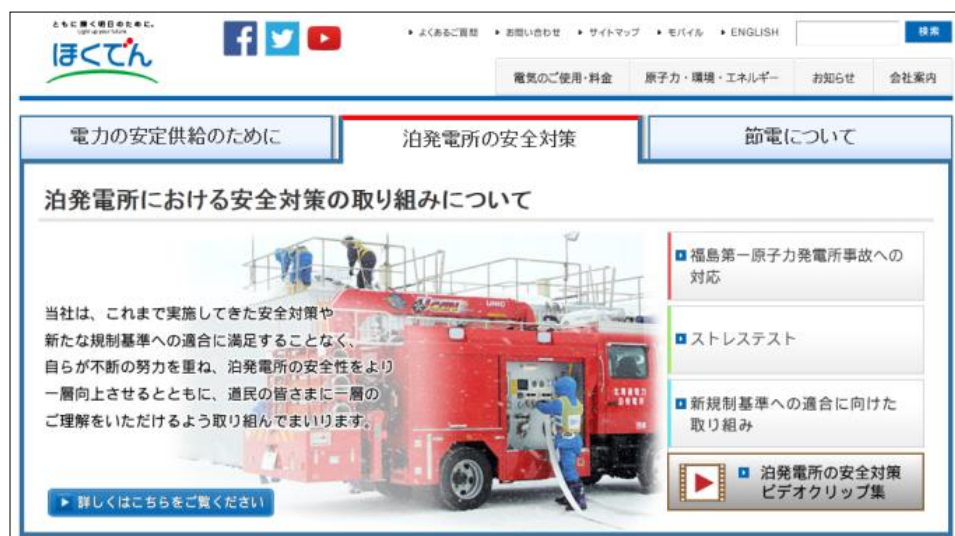 ともに輝く明日のために。
Light up your future.
ほくでん
よくあるご質問 お問い合わせ サイトマップ モバイル ENGLISH
検索
電気のご使用・料金 原子力・環境・エネルギー お知らせ 会社案内
電力の安定供給のために 泊発電所の安全対策 節電について
泊発電所における安全対策の取り組みについて
当社は、これまで実施してきた安全対策や
新たな規制基準への適合に満足することなく、
自らが不断の努力を重ね、泊発電所の安全性をより
一層向上させるとともに、道民の皆さまに一層の
ご理解をいただけるよう取り組んでまいります。
詳しくはこちらをご覧ください
北海道電力
泊発電所
福島第一原子力発電所事故への
対応
ストレステスト
新規制基準への適合に向けた
取り組み
泊発電所の安全対策
ビデオクリップ集